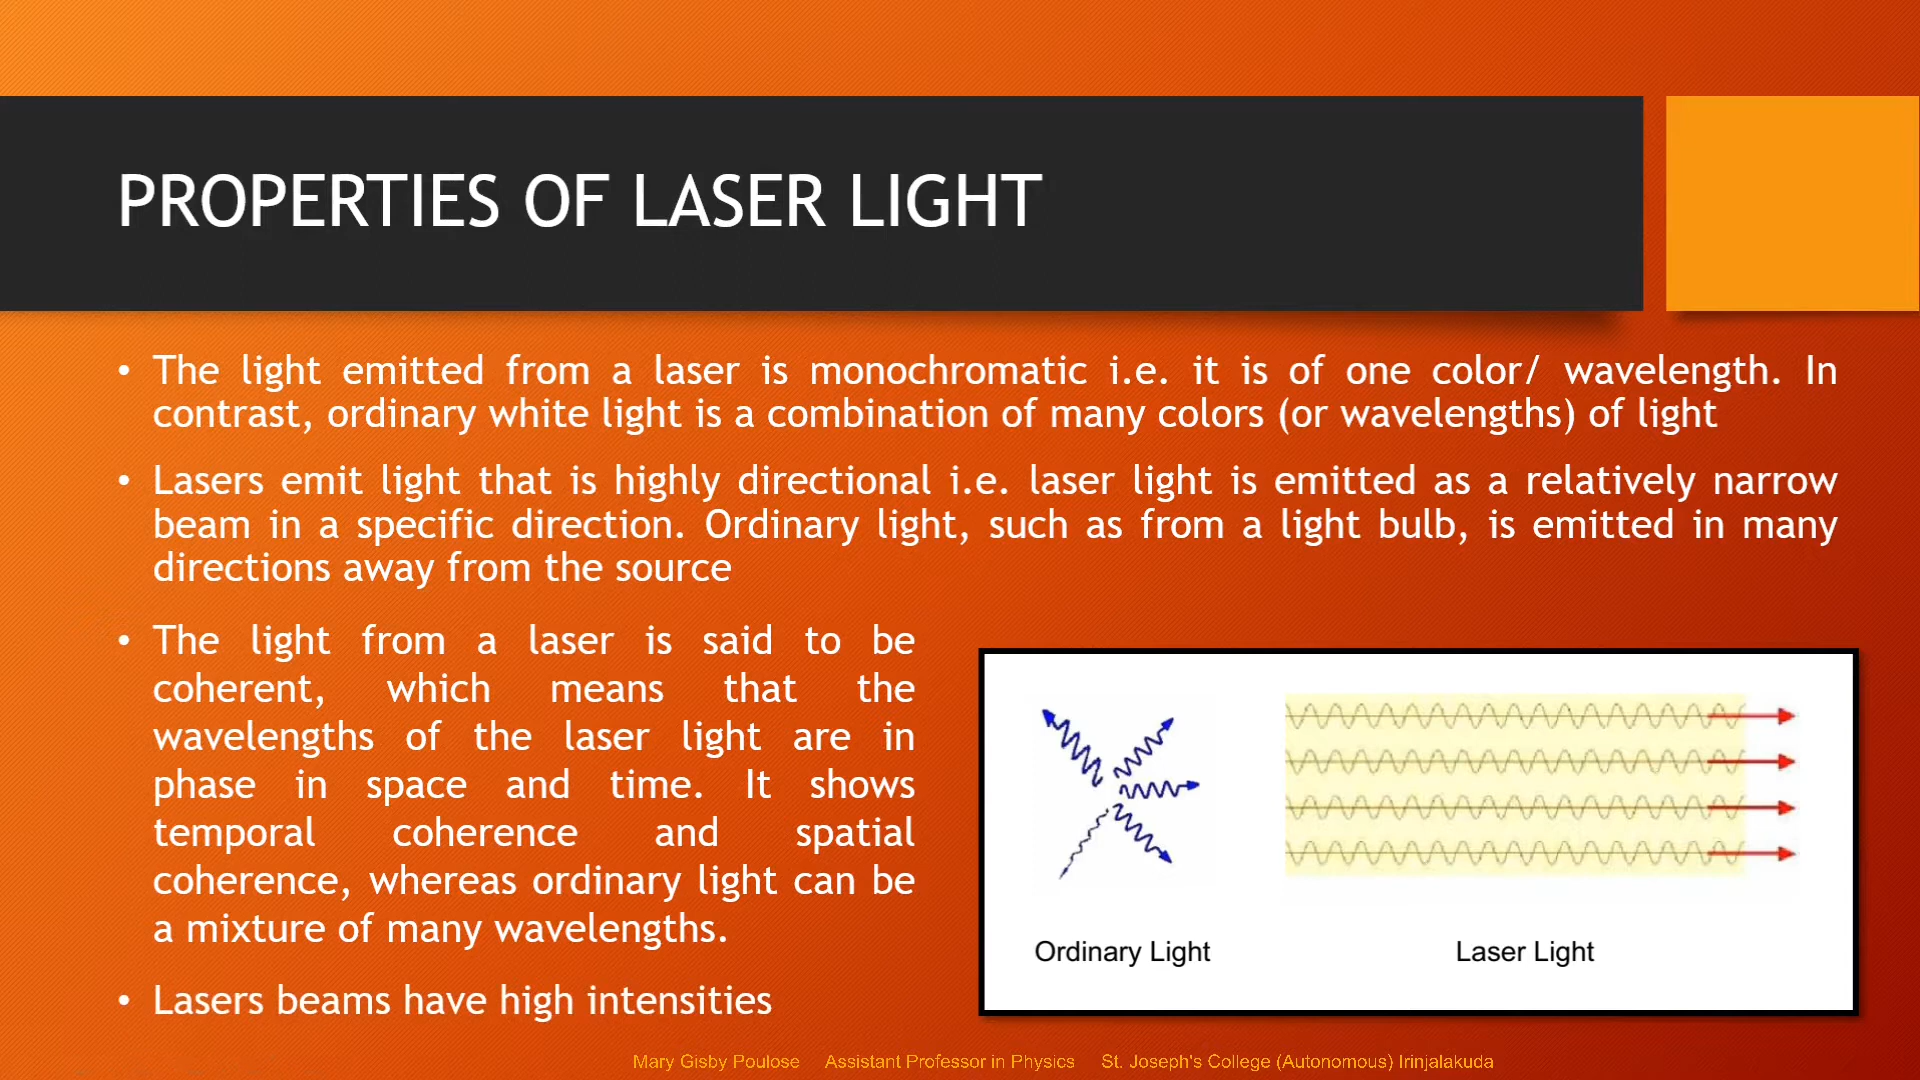 PROPERTIES OF LASER LIGHT
• The light emitted from a laser is monochromatic i.e. it is of one color/ wavelength. In
contrast, ordinary white light is a combination of many colors (or wavelengths) of light
• Lasers emit light that is highly directional i.e. laser light is emitted as a relatively narrow
beam in a specific direction. Ordinary light, such as from a light bulb, is emitted in many
directions away from the source
• The light from a laser is said to be
coherent, which means that the
wavelengths of the laser light are in
phase in space and time. It shows
temporal coherence and spatial
coherence, whereas ordinary light can be
a mixture of many wavelengths.
• Lasers beams have high intensities
Ordinary Light
Laser Light
Mary Gisby Poulose Assistant Professor in Physics St. Joseph's College (Autonomous) Irinjalakuda